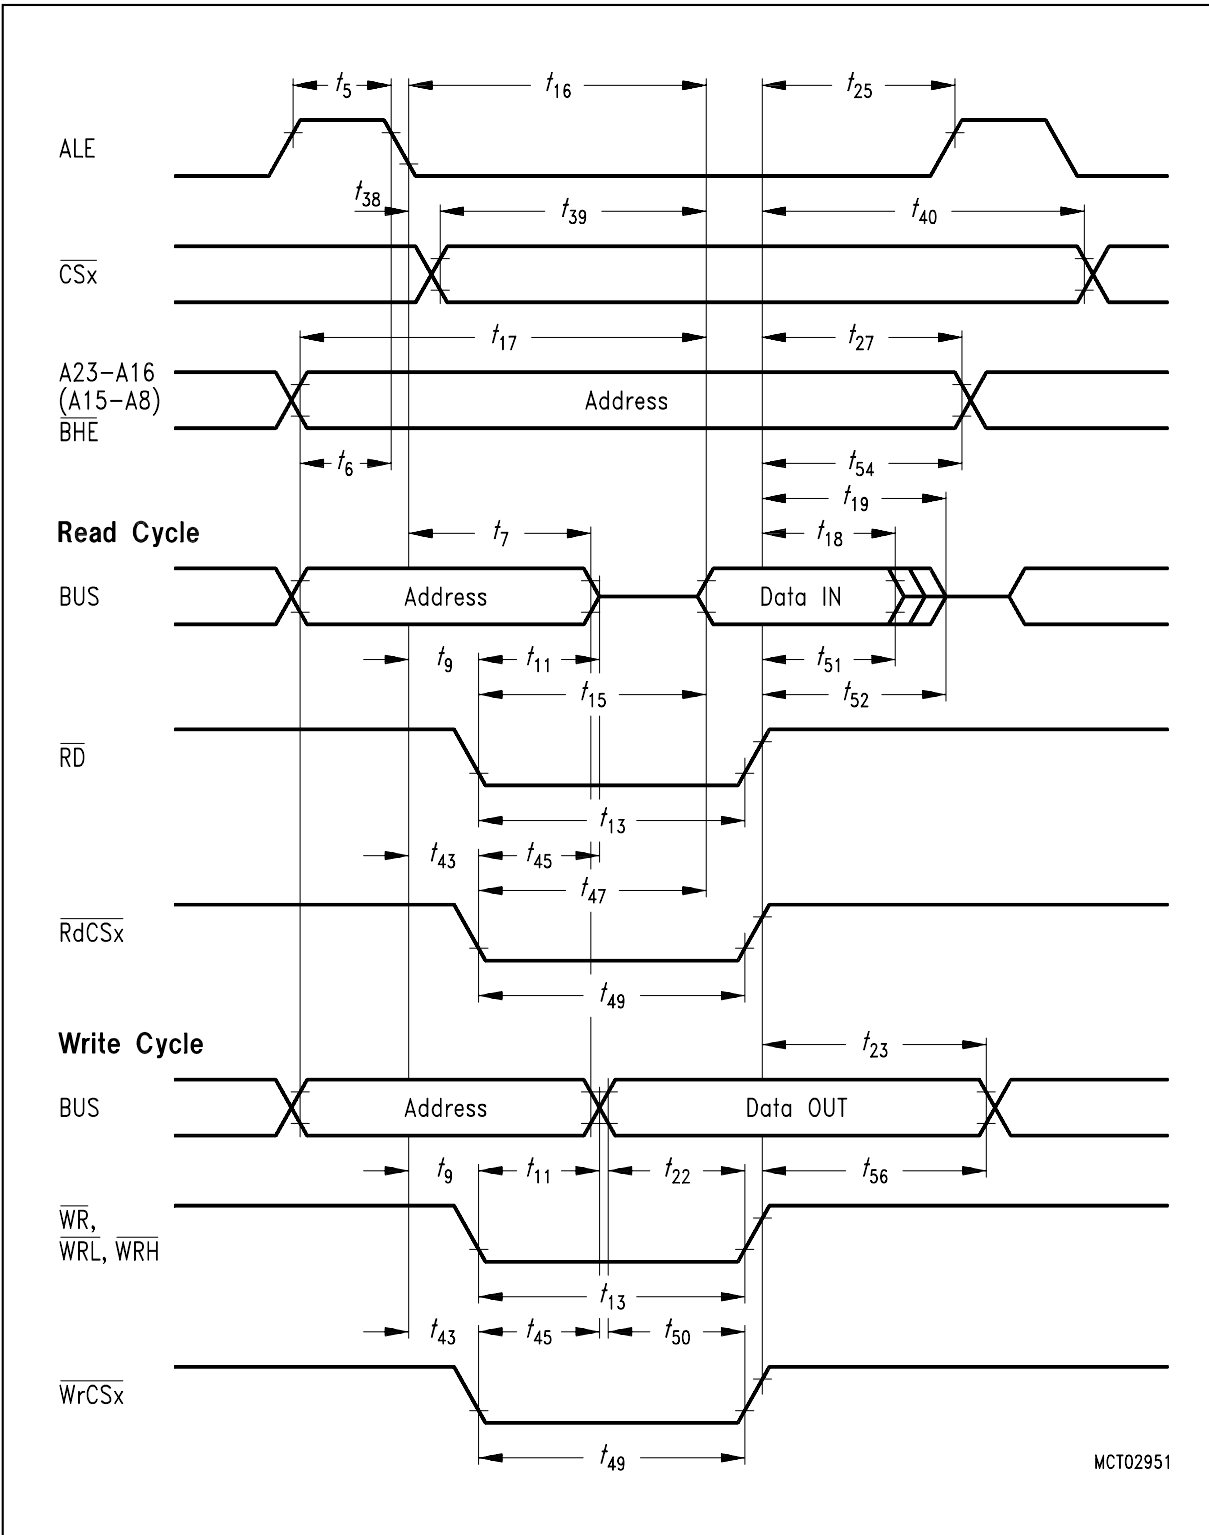 t5 t16 t25
ALE
t38 t39 t40
CSx
t17 t27
A23-A16
(A15-A8) Address
BHE
t6 t54
t19
Read Cycle t7 t18
BUS Address Data IN
t9 t11 t51
t15 t52
RD
t13
t43 t45
t47
RdCSx
t49
Write Cycle t23
BUS Address Data OUT
t9 t11 t22 t56
WR,
WRL, WRH
t13
t43 t45 t50
WrCSx
t49
MCT02951